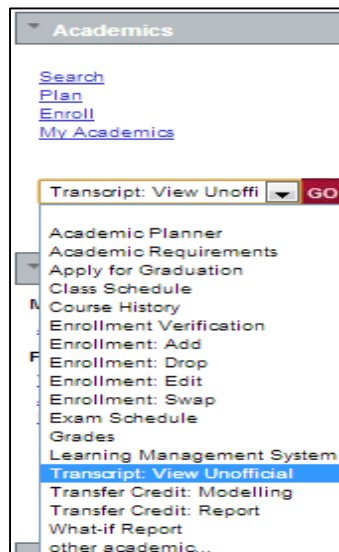 Academics
Search
Plan
Enroll
My Academics
Transcript: View Unoffi GO
Academic Planner
Academic Requirements
Apply for Graduation
Class Schedule
Course History
Enrollment Verification
Enrollment: Add
Enrollment: Drop
Enrollment: Edit
Enrollment: Swap
Exam Schedule
Grades
Learning Management System
Transcript: View Unofficial
Transfer Credit: Modelling
Transfer Credit: Report
What-if Report
other academic...